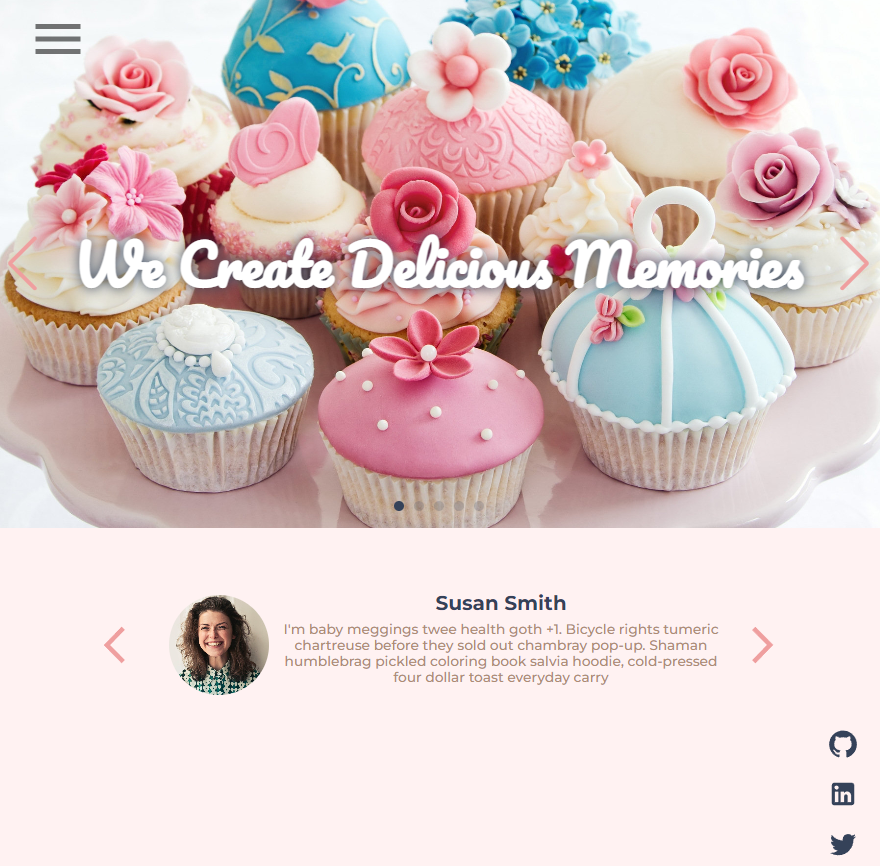 We Create Delicious Memories
Susan Smith
I'm baby meggings twee health goth +1. Bicycle rights tumeric
chartreuse before they sold out chambray pop-up. Shaman
humblebrag pickled coloring book salvia hoodie, cold-pressed
four dollar toast everyday carry